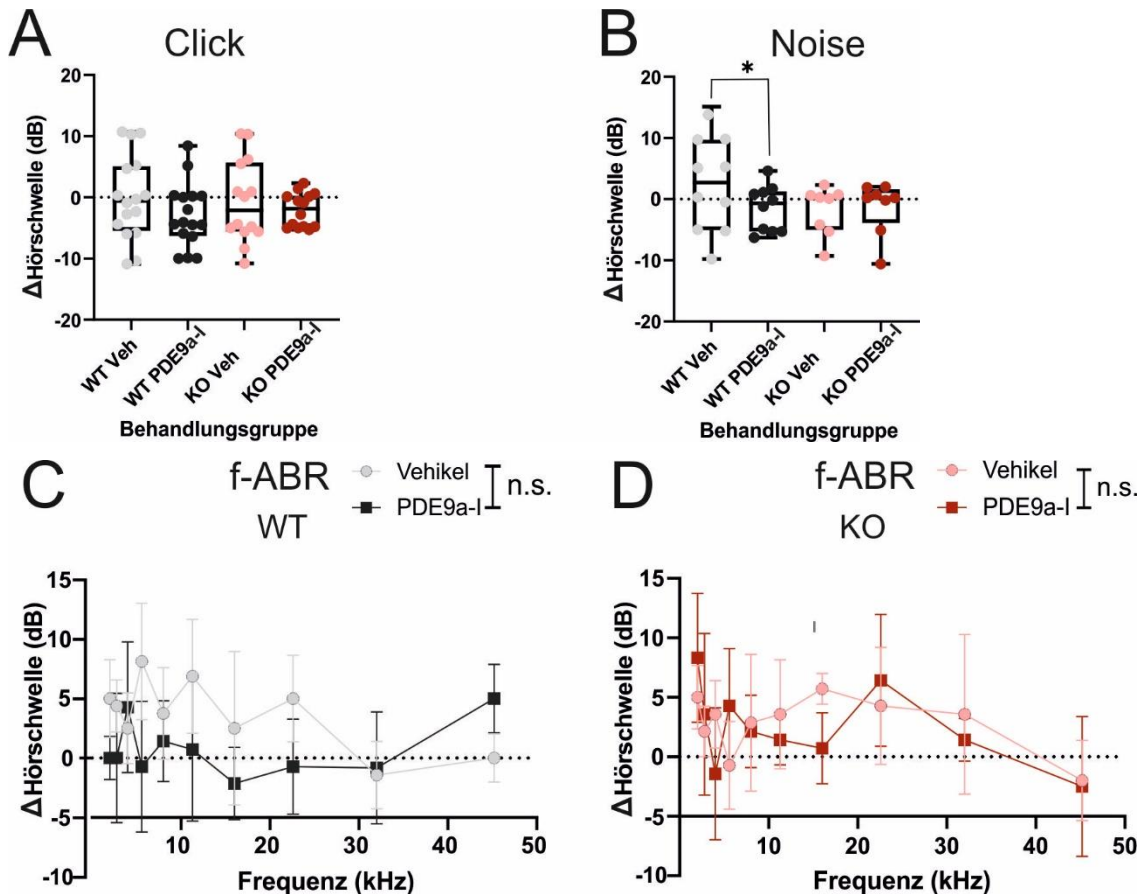 A Click
20
10
0
-10
-20
ΔHörschwelle (dB)
WT Veh
WT PDE9a-I
KO Veh
KO PDE9a-I
Behandlungsgruppe
B Noise
*
20
10
0
-10
-20
ΔHörschwelle (dB)
WT Veh
WT PDE9a-I
KO Veh
KO PDE9a-I
Behandlungsgruppe
C f-ABR
WT
Vehikel
PDE9a-I
n.s.
15
10
5
0
-5
-10
ΔHörschwelle (dB)
10 20 30 40 50
Frequenz (kHz)
D f-ABR
KO
Vehikel
PDE9a-I
n.s.
15
10
5
0
-5
-10
ΔHörschwelle (dB)
10 20 30 40 50
Frequenz (kHz)